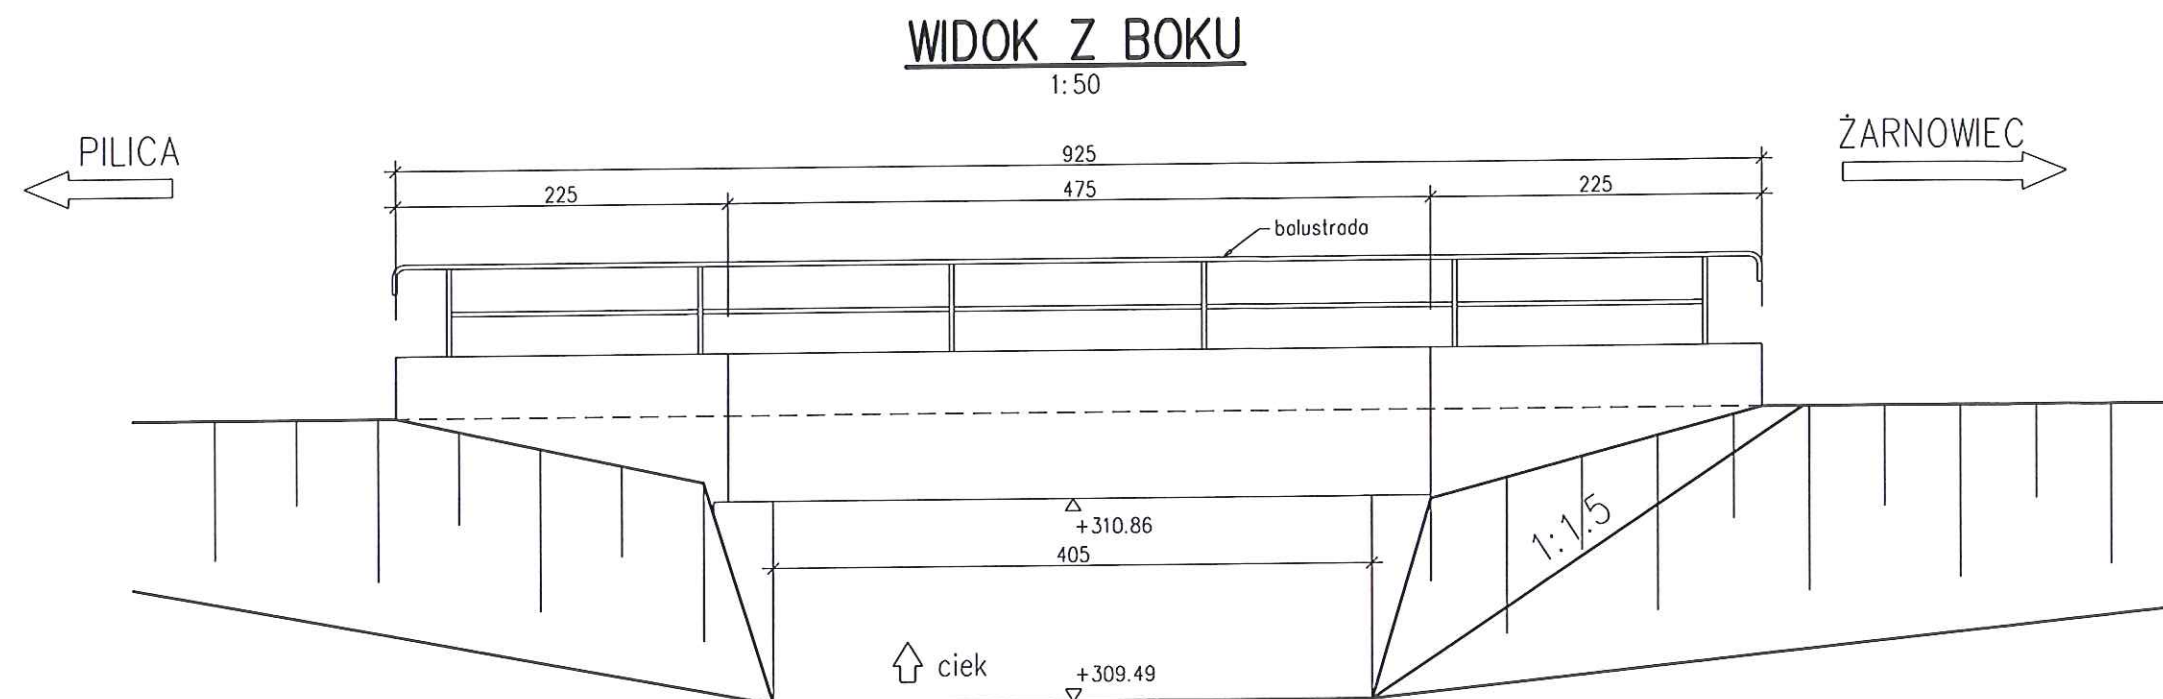 WIDOK Z BOKU
1:50
PILICA
ŻARNOWIEC
925
225
475
225
balustrada
+310.86
405
1:1.5
ciek
+309.49